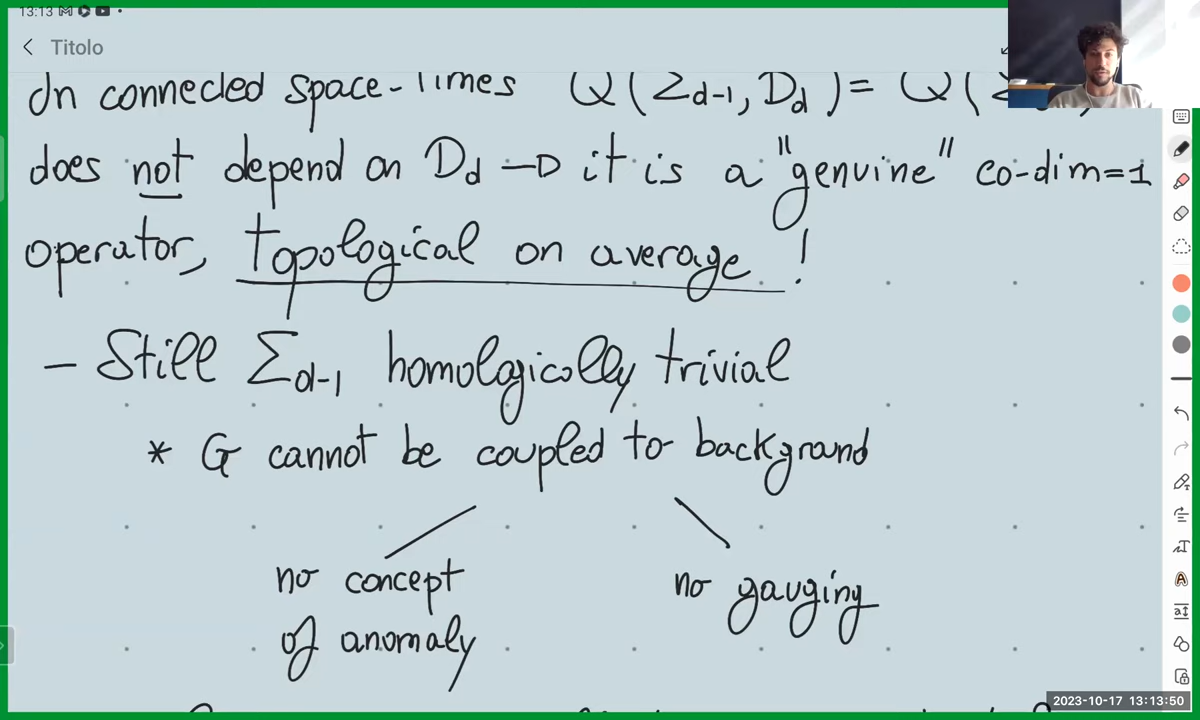 13:13
Titolo
In connected space-times Q(Σd-1, Dd) = Q(Σ
does not depend on Dd → it is a "genuine" co-dim=1
operator, topological on average!
- Still Σd-1 homologically trivial
* G cannot be coupled to background
no concept
of anomaly
no gauging
2023-10-17 13:13:50